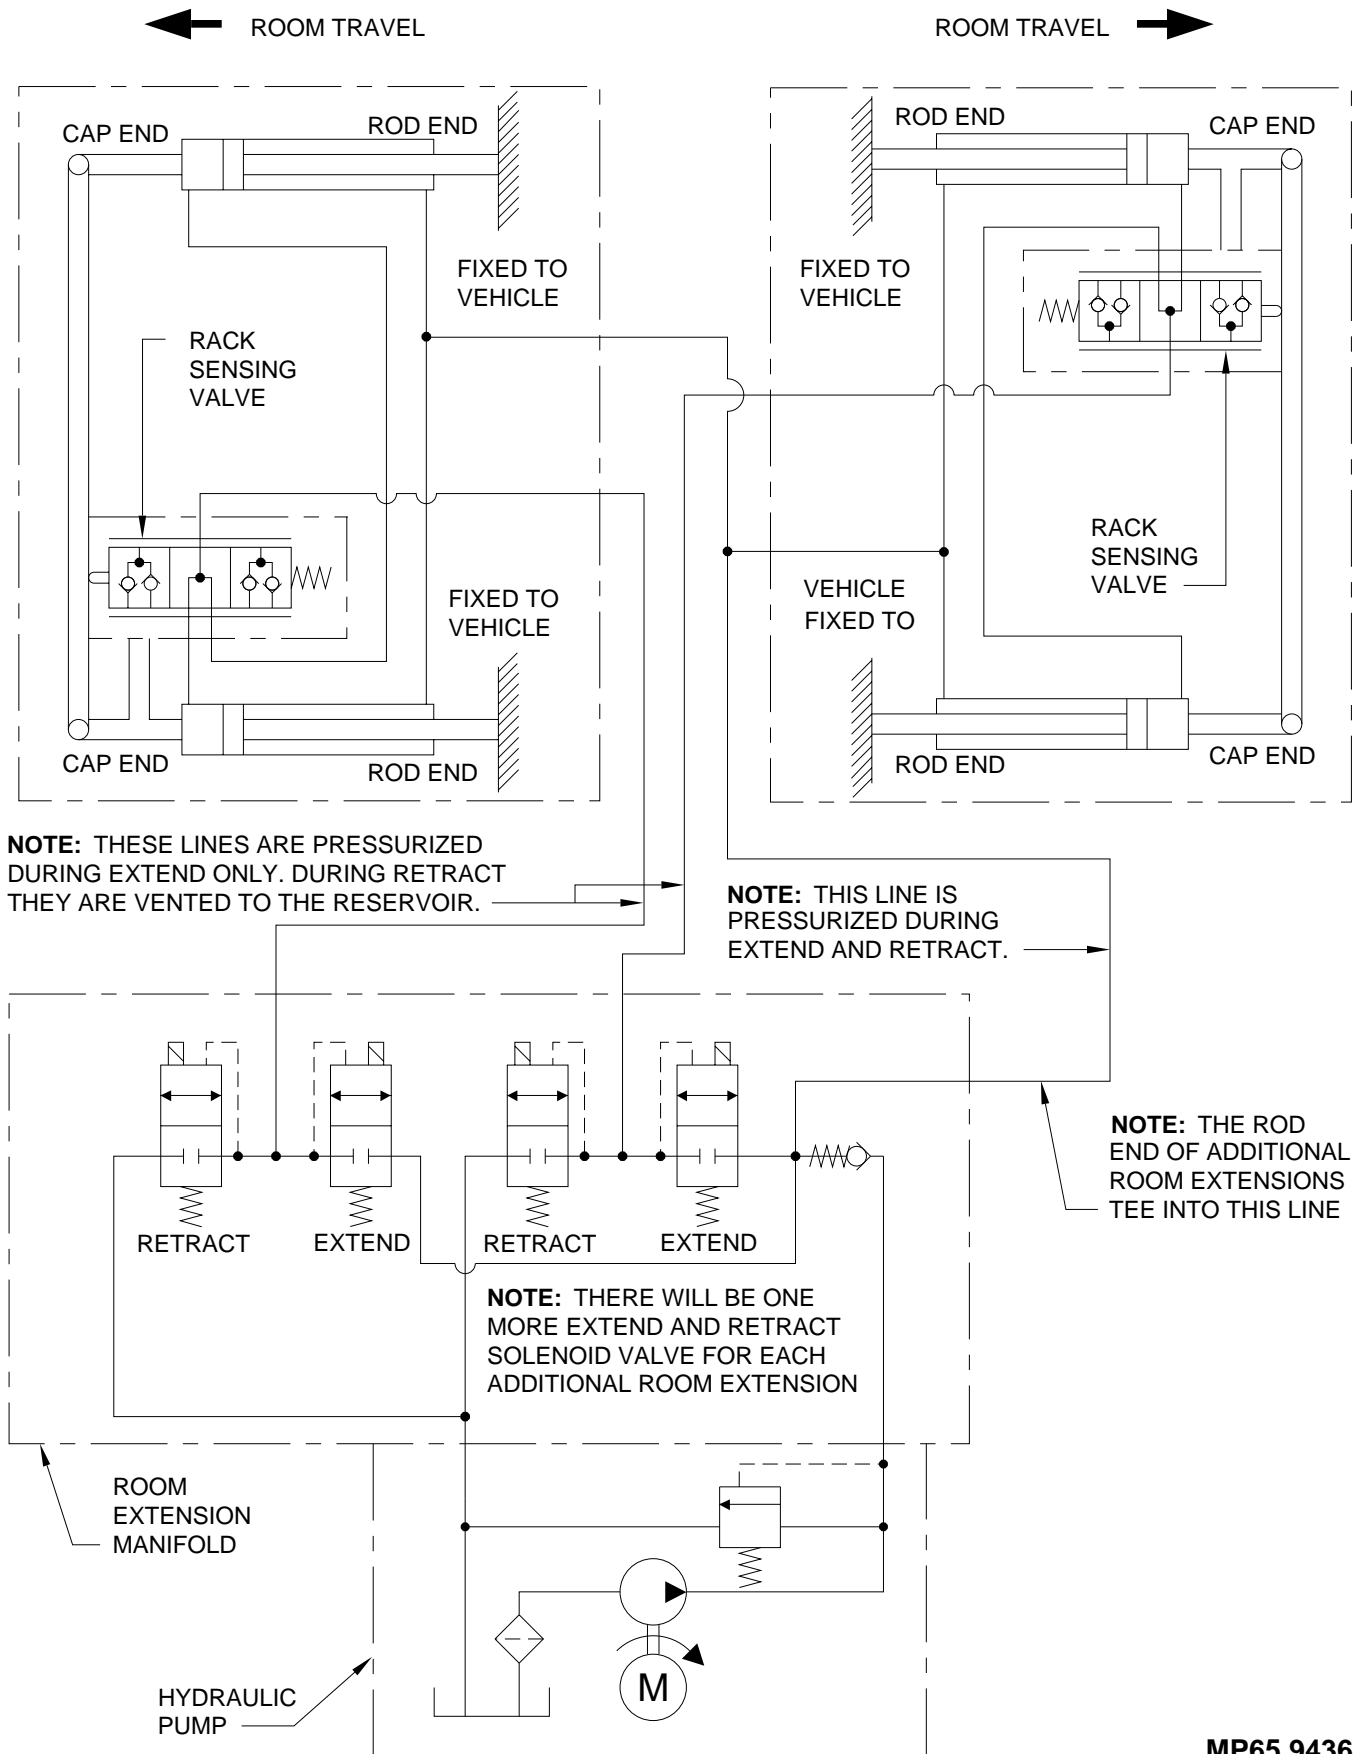 ROOM TRAVEL
ROOM TRAVEL
CAP END
ROD END
ROD END
CAP END
FIXED TO
VEHICLE
FIXED TO
VEHICLE
RACK
SENSING
VALVE
RACK
SENSING
VALVE
FIXED TO
VEHICLE
VEHICLE
FIXED TO
CAP END
ROD END
ROD END
CAP END
NOTE: THESE LINES ARE PRESSURIZED
DURING EXTEND ONLY. DURING RETRACT
THEY ARE VENTED TO THE RESERVOIR.
NOTE: THIS LINE IS
PRESSURIZED DURING
EXTEND AND RETRACT.
NOTE: THE ROD
END OF ADDITIONAL
ROOM EXTENSIONS
TEE INTO THIS LINE
RETRACT
EXTEND
RETRACT
EXTEND
NOTE: THERE WILL BE ONE
MORE EXTEND AND RETRACT
SOLENOID VALVE FOR EACH
ADDITIONAL ROOM EXTENSION
ROOM
EXTENSION
MANIFOLD
M
HYDRAULIC
PUMP
MP65.9436